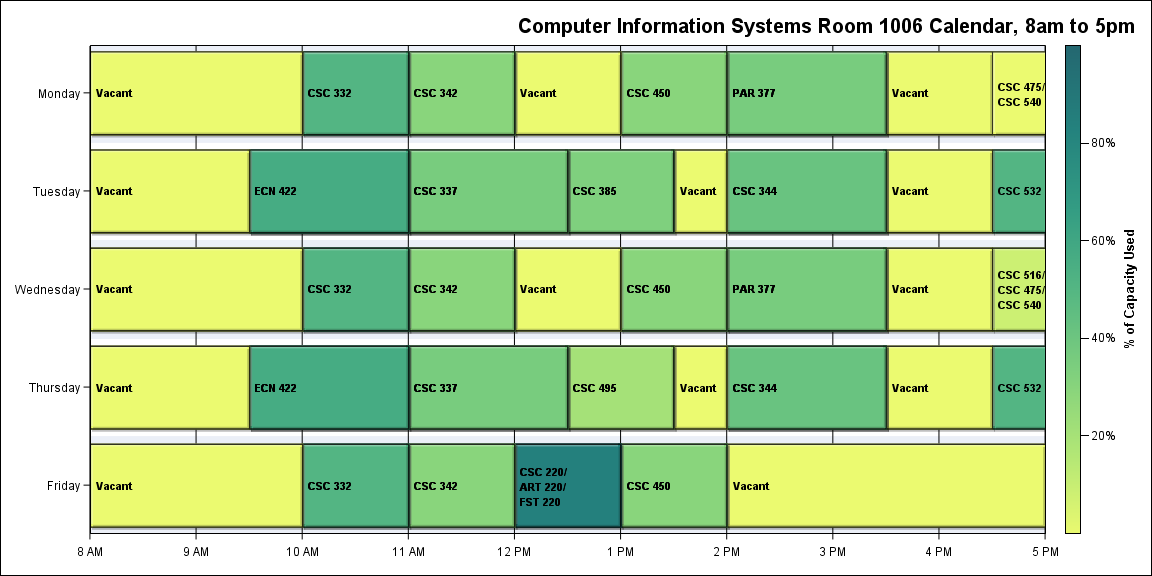 Computer Information Systems Room 1006 Calendar, 8am to 5pm
Monday
Vacant
CSC 332
CSC 342
Vacant
CSC 450
PAR 377
Vacant
CSC 475/
CSC 540
Tuesday
Vacant
ECN 422
CSC 337
CSC 385
Vacant
CSC 344
Vacant
CSC 532
Wednesday
Vacant
CSC 332
CSC 342
Vacant
CSC 450
PAR 377
Vacant
CSC 516/
CSC 475/
CSC 540
Thursday
Vacant
ECN 422
CSC 337
CSC 495
Vacant
CSC 344
Vacant
CSC 532
Friday
Vacant
CSC 332
CSC 342
CSC 220/
ART 220/
FST 220
CSC 450
Vacant
8 AM
9 AM
10 AM
11 AM
12 PM
1 PM
2 PM
3 PM
4 PM
5 PM
80%
60%
40%
20%
% of Capacity Used